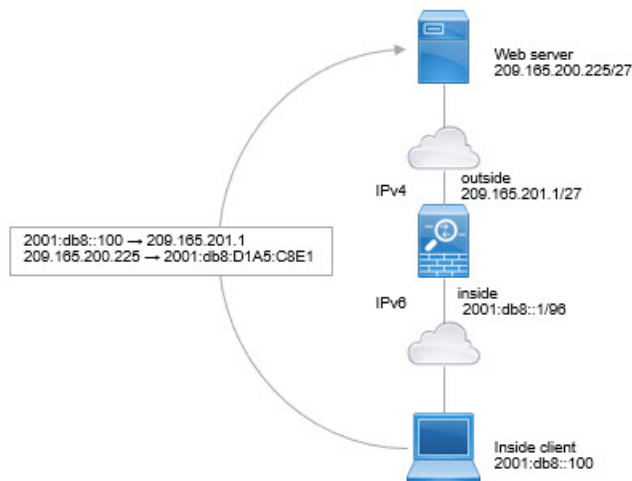 Web server
209.165.200.225/27
outside
209.165.201.1/27
IPv4
2001:db8::100 → 209.165.201.1
209.165.200.225 → 2001:db8:D1A5:C8E1
IPv6
inside
2001:db8::1/96
Inside client
2001:db8::100